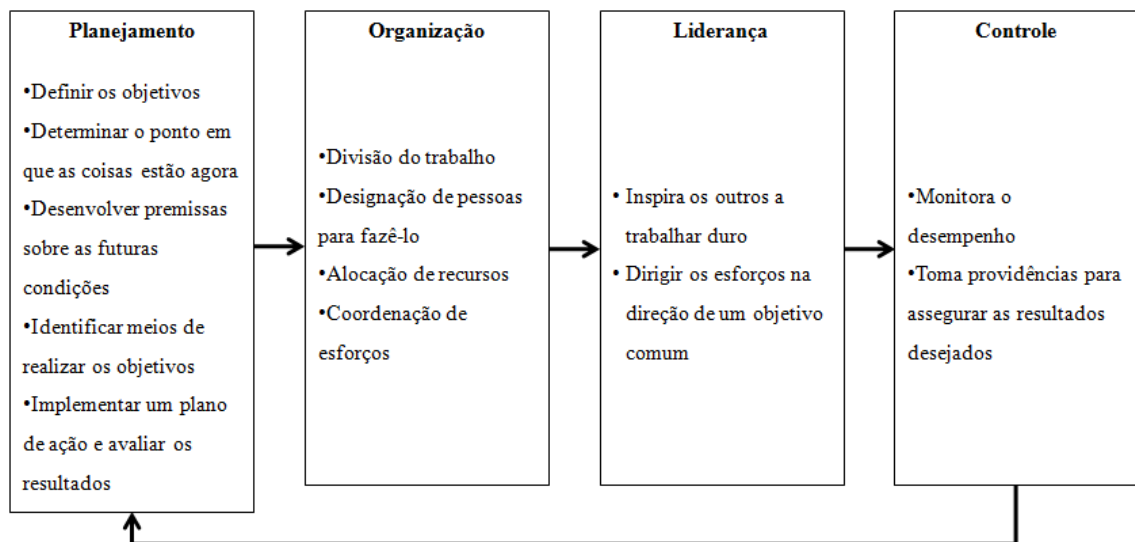 Planejamento
•Definir os objetivos
•Determinar o ponto em
que as coisas estão agora
•Desenvolver premissas
sobre as futuras
condições
•Identificar meios de
realizar os objetivos
•Implementar um plano
de ação e avaliar os
resultados
Organização
•Divisão do trabalho
•Designação de pessoas
para fazê-lo
•Alocação de recursos
•Coordenação de
esforços
Liderança
• Inspira os outros a
trabalhar duro
• Dirigir os esforços na
direção de um objetivo
comum
Controle
•Monitora o
desempenho
•Toma providências para
assegurar as resultados
desejados